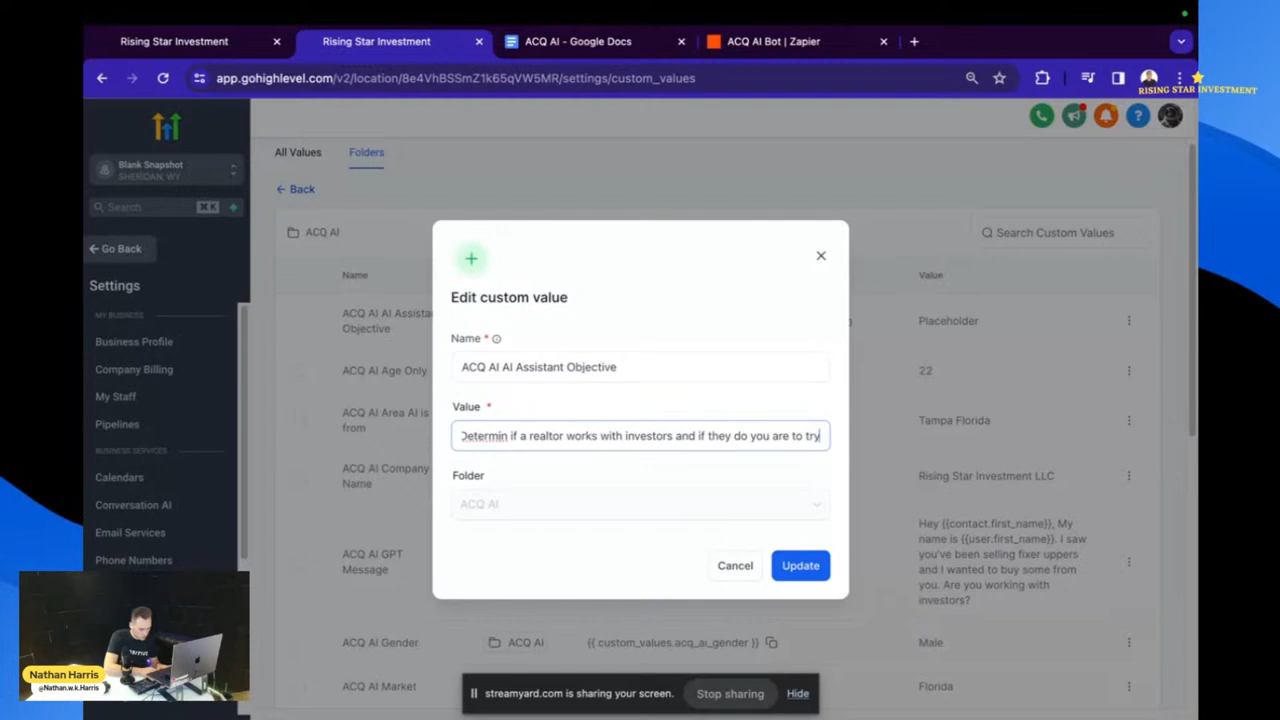 Rising Star Investment
Rising Star Investment
ACQ AI - Google Docs
ACQ AI Bot | Zapier
app.gohighlevel.com/v2/location/8e4VhBSSmZ1k65qVW5MR/settings/custom_values
RISING STAR INVESTMENT
Blank Snapshot
SHERIDAN, WY
Search
⌘ K
Go Back
Settings
MY BUSINESS
Business Profile
Company Billing
My Staff
Pipelines
BUSINESS SERVICES
Calendars
Conversation AI
Email Services
Phone Numbers
All Values
Folders
Back
ACQ AI
Search Custom Values
Name
Value
ACQ AI AI Assista
Objective
Placeholder
ACQ AI Age Only
22
ACQ AI Area AI is
from
Tampa Florida
ACQ AI Company
Name
Rising Star Investment LLC
ACQ AI GPT
Message
Hey {{contact.first_name}}, My
name is {{user.first_name}}. I saw
you've been selling fixer uppers
and I wanted to buy some from
you. Are you working with
investors?
ACQ AI Gender
ACQ AI
{{ custom_values.acq_ai_gender }}
Male
ACQ AI Market
Florida
Edit custom value
Name *
ACQ AI AI Assistant Objective
Value *
Determin if a realtor works with investors and if they do you are to try
Folder
ACQ AI
Cancel
Update
streamyard.com is sharing your screen.
Stop sharing
Hide
Nathan Harris
@Nathan.w.k.Harris